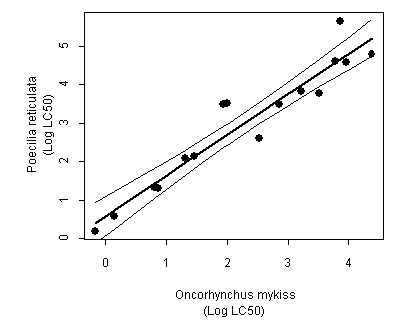 Poecilia reticulata
(Log LC50)
5
4
3
2
1
0
0 1 2 3 4
Oncorhynchus mykiss
(Log LC50)